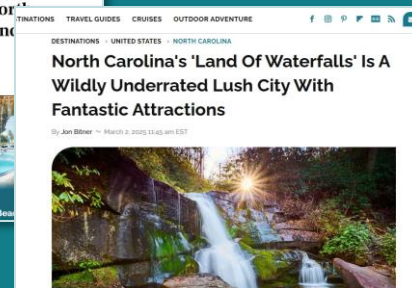 TRAVEL GUIDES CRUISES OUTDOOR ADVENTURE
DESTINATIONS UNITED STATES NORTH CAROLINA
North Carolina's 'Land Of Waterfalls' Is A
Wildly Underrated Lush City With
Fantastic Attractions
By Jon Bitner ~ March 2, 2025 11:45 am EST